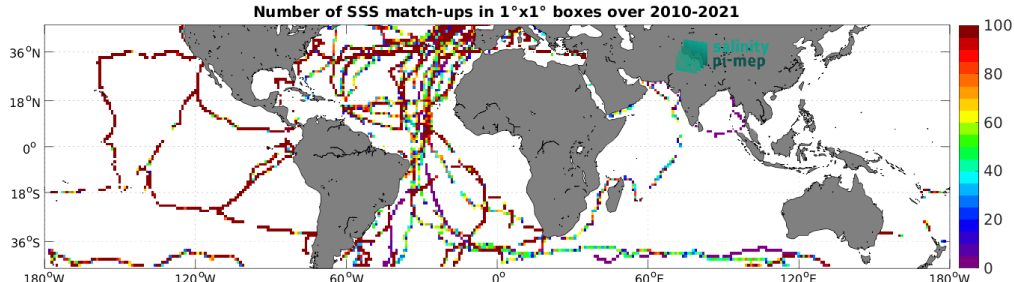 Number of SSS match-ups in 1°x1° boxes over 2010-2021
100
36°N
salinity
pi-mep
80
18°N
60
0°
40
18°S
20
36°S
0
180°W 120°W 60°W 0° 60°E 120°E 180°W